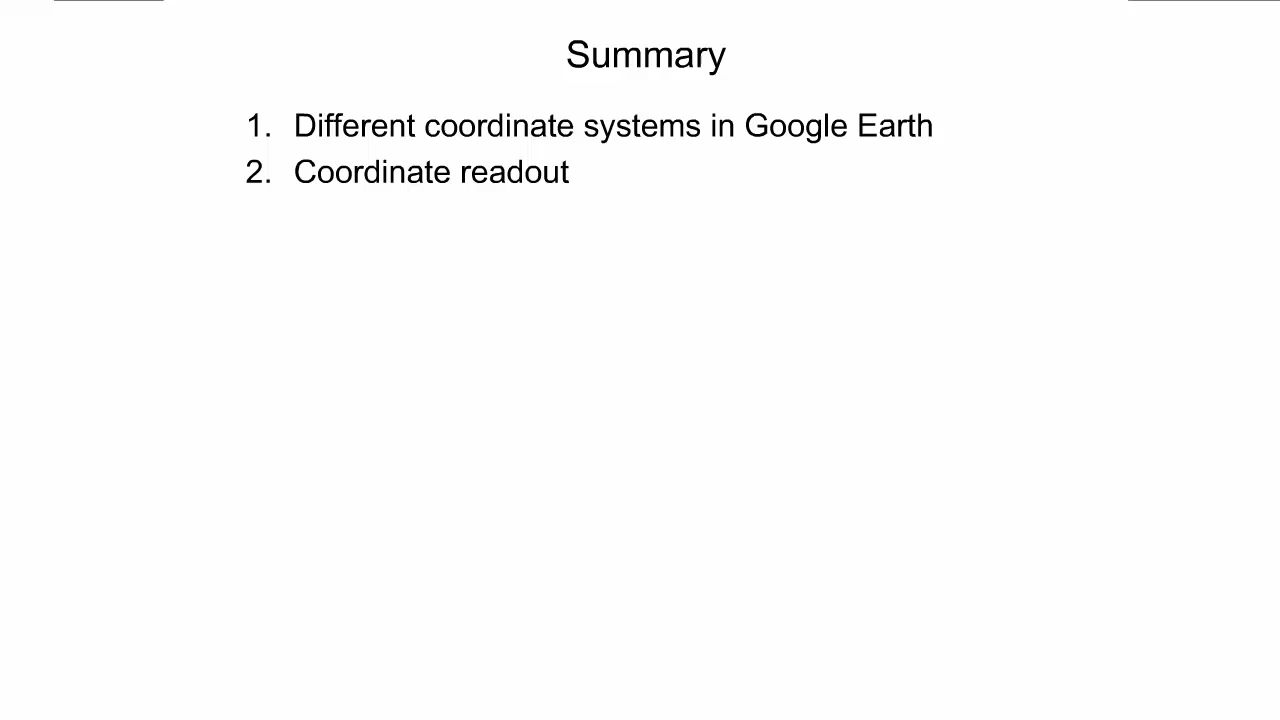 Summary
1. Different coordinate systems in Google Earth
2. Coordinate readout